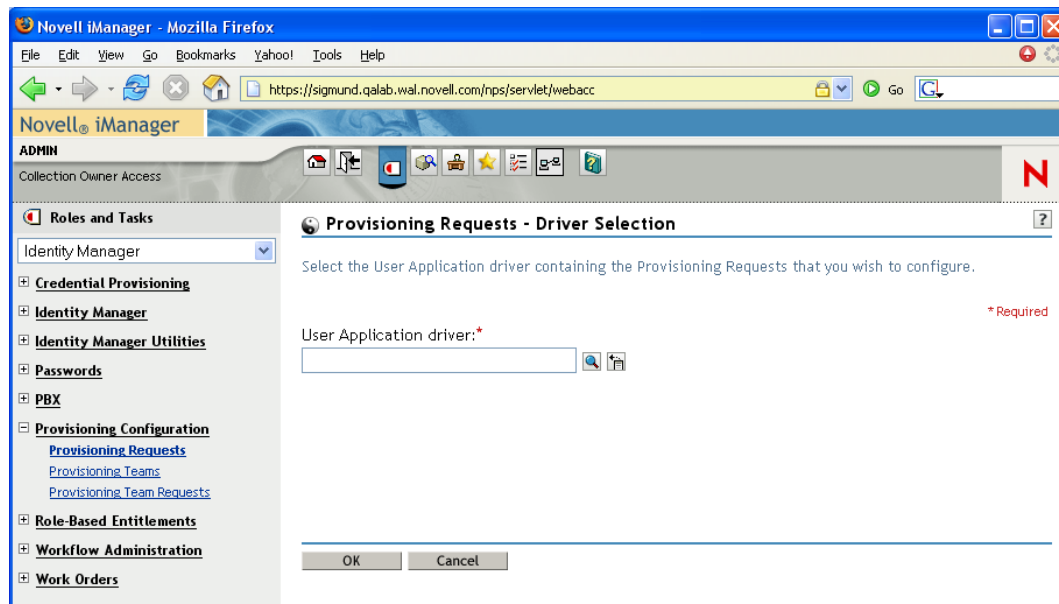 Novell iManager - Mozilla Firefox
File Edit View Go Bookmarks Yahoo! Tools Help
https://sigmund.qalab.wal.novell.com/nps/servlet/webacc Go G
Novell® iManager
ADMIN
Collection Owner Access
N
Roles and Tasks
Identity Manager
Credential Provisioning
Identity Manager
Identity Manager Utilities
Passwords
PBX
Provisioning Configuration
Provisioning Requests
Provisioning Teams
Provisioning Team Requests
Role-Based Entitlements
Workflow Administration
Work Orders
Provisioning Requests - Driver Selection ?
Select the User Application driver containing the Provisioning Requests that you wish to configure.
* Required
User Application driver:*
OK Cancel